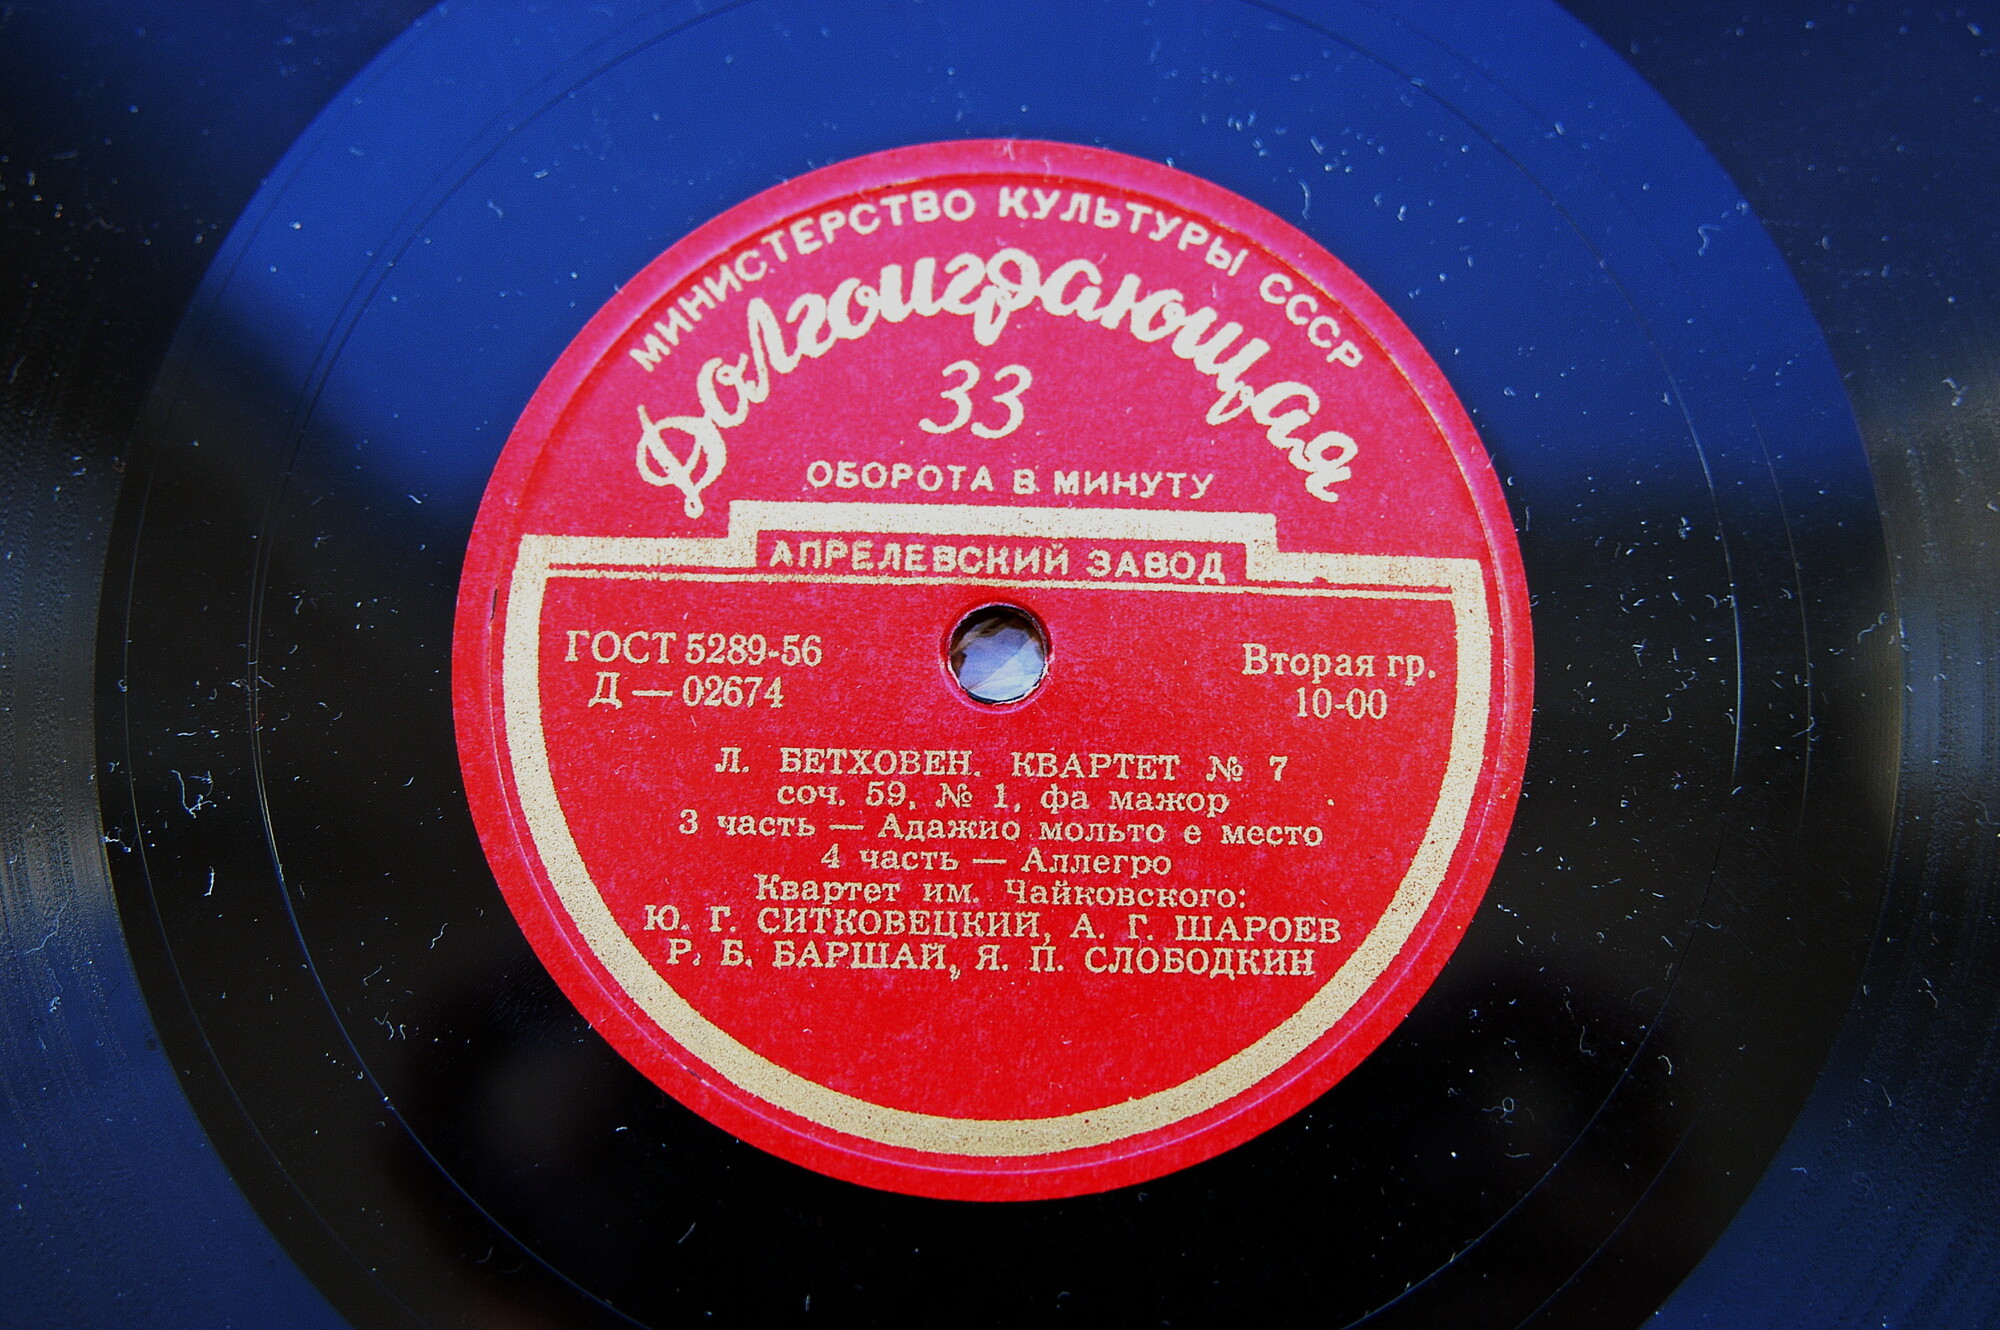 МИНИСТЕРСТВО КУЛЬТУРЫ СССР
Долгоиграющая
33
ОБОРОТА В МИНУТУ
АПРЕЛЕВСКИЙ ЗАВОД
ГОСТ 5289-56
Д — 02674
Вторая гр.
10-00
Л. БЕТХОВЕН. КВАРТЕТ № 7
соч. 59, № 1, фа мажор
3 часть — Адажио мольто е место
4 часть — Аллегро
Квартет им. Чайковского:
Ю. Г. СИТКОВЕЦКИЙ, А. Г. ШАРОЕВ
Р. Б. БАРШАЙ, Я. П. СЛОБОДКИН